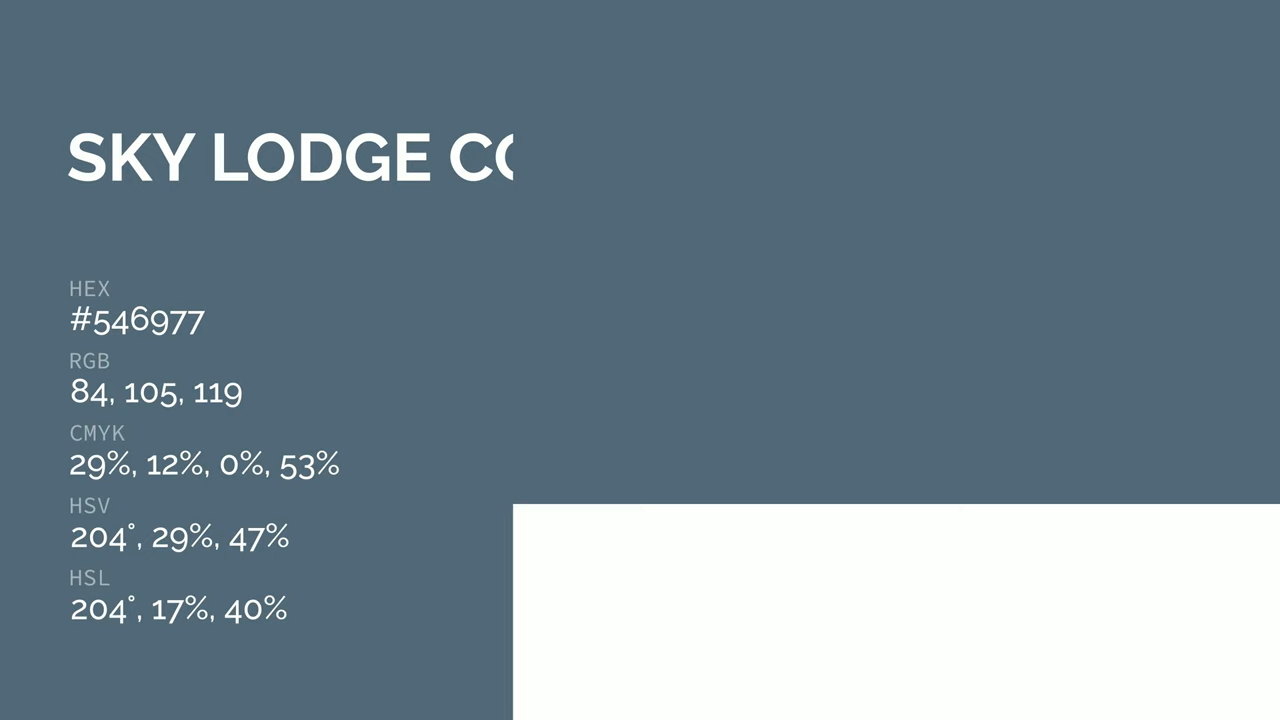 SKY LODGE
HEX
#546977
RGB
84, 105, 119
CMYK
29%, 12%, 0%, 53%
HSV
204°, 29%, 47%
HSL
204°, 17%, 40%